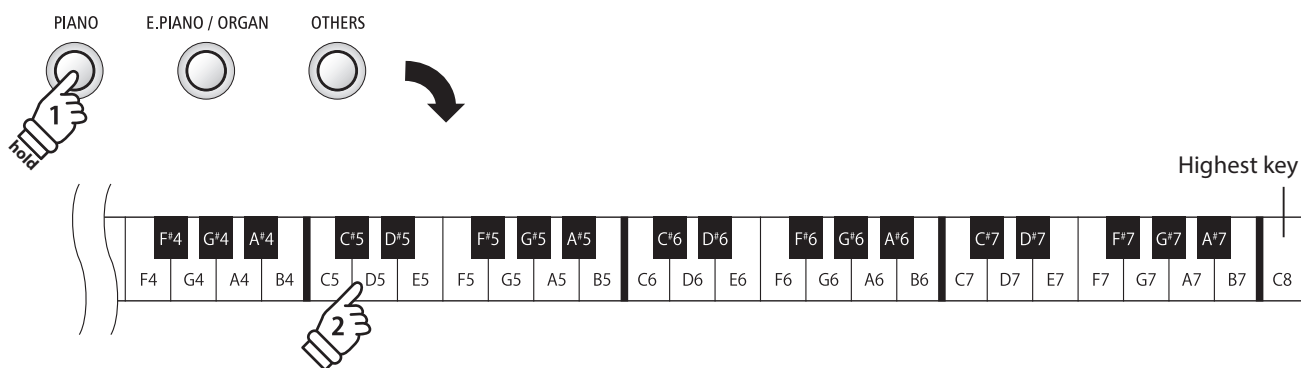 PIANO E.PIANO / ORGAN OTHERS
1
hold
Highest key
F#4 G#4 A#4 C#5 D#5 F#5 G#5 A#5 C#6 D#6 F#6 G#6 A#6 C#7 D#7 F#7 G#7 A#7
F4 G4 A4 B4 C5 D5 E5 F5 G5 A5 B5 C6 D6 E6 F6 G6 A6 B6 C7 D7 E7 F7 G7 A7 B7 C8
2